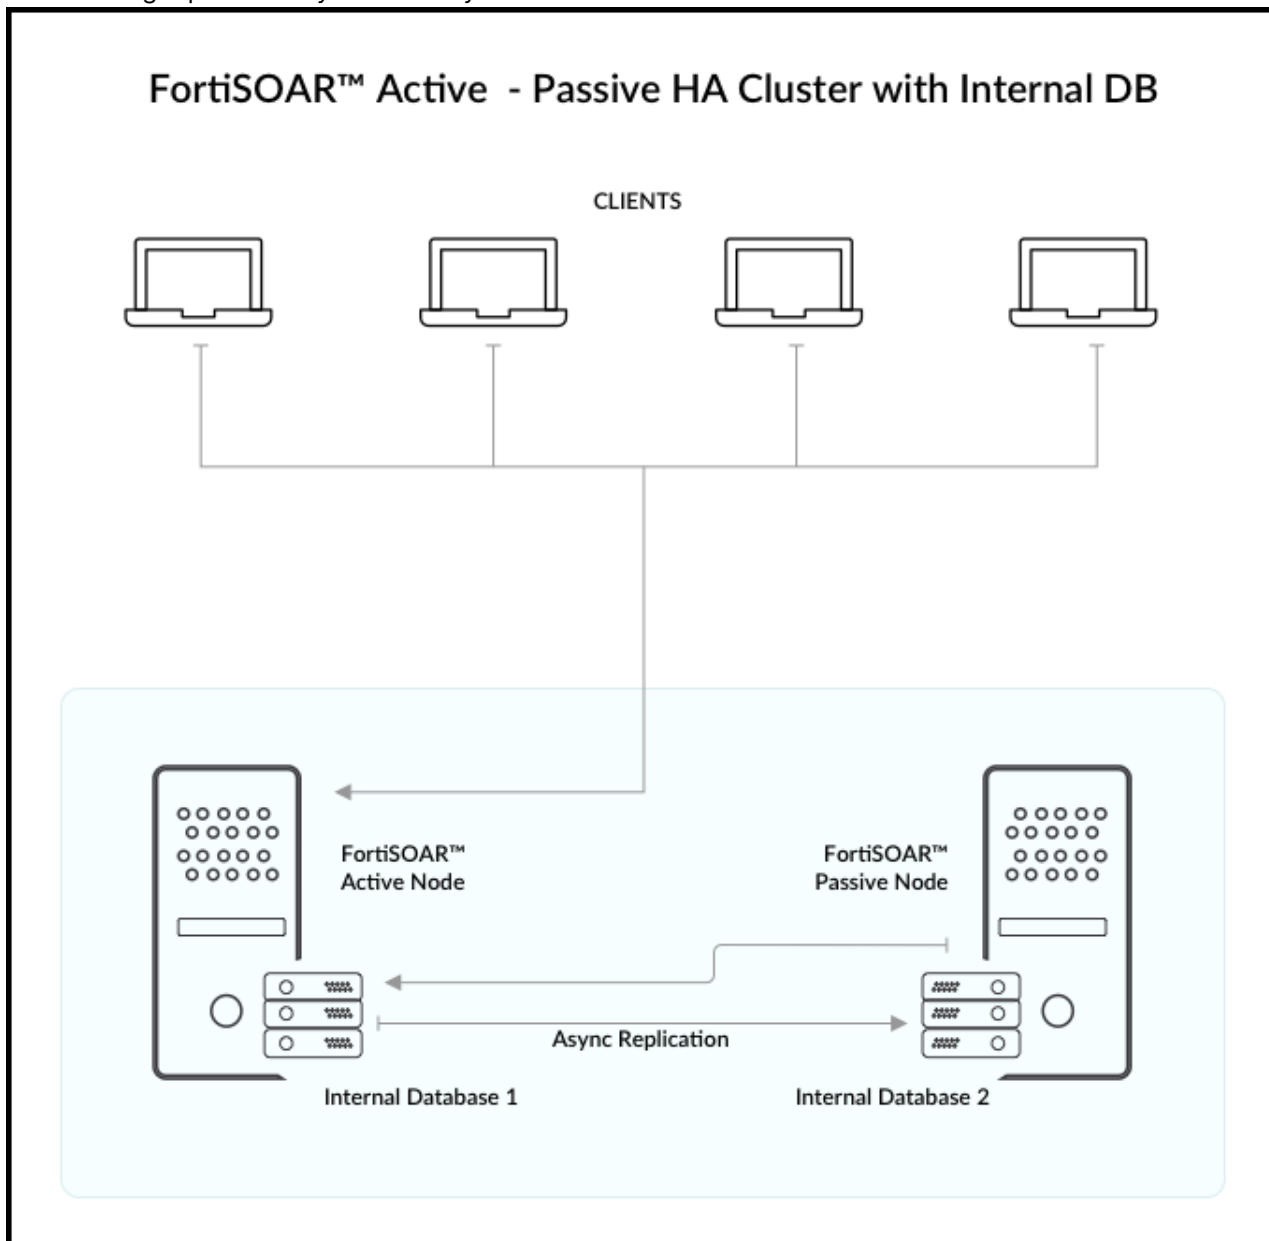 FortiSOAR™ Active - Passive HA Cluster with Internal DB
CLIENTS
FortiSOAR™
Active Node
FortiSOAR™
Passive Node
Async Replication
Internal Database 1
Internal Database 2